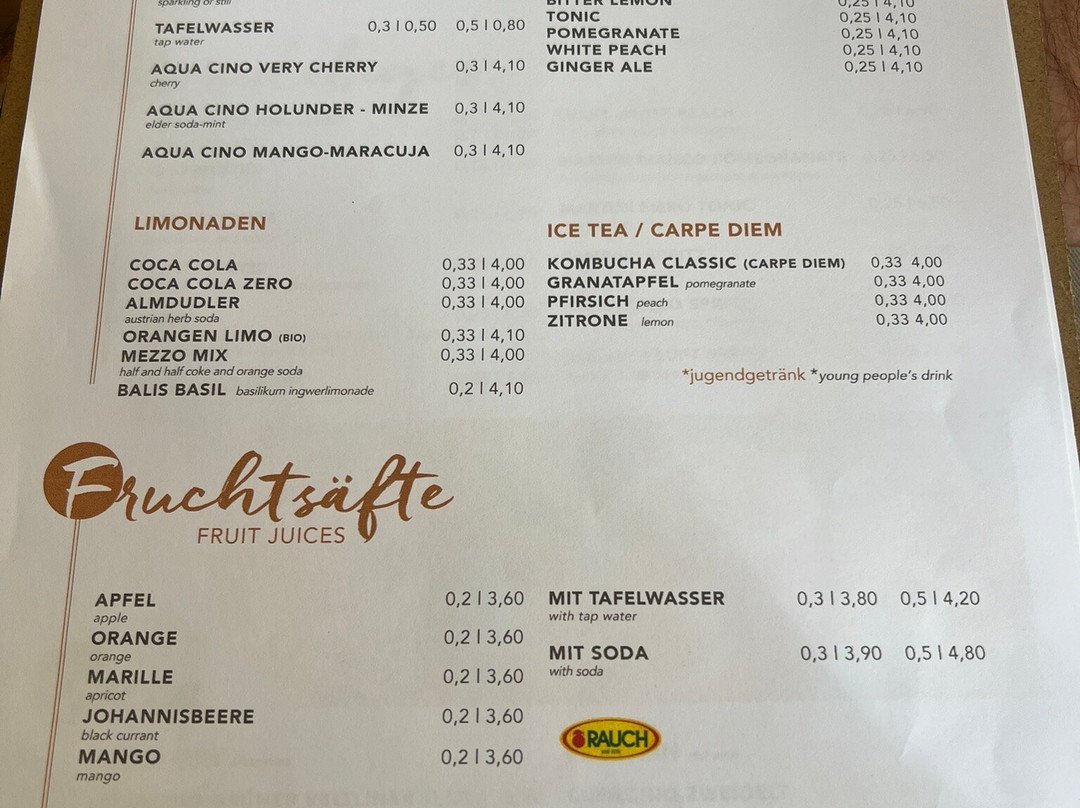 sparkling or still
TAFELWASSER 0,3 l 0,50 0,5 l 0,80
tap water
AQUA CINO VERY CHERRY 0,3 l 4,10
cherry
AQUA CINO HOLUNDER - MINZE 0,3 l 4,10
elder soda-mint
AQUA CINO MANGO-MARACUJA 0,3 l 4,10
BITTER LEMON 0,25 l 4,10
TONIC 0,25 l 4,10
POMEGRANATE 0,25 l 4,10
WHITE PEACH 0,25 l 4,10
GINGER ALE 0,25 l 4,10
LIMONADEN
COCA COLA 0,33 l 4,00
COCA COLA ZERO 0,33 l 4,00
ALMDUDLER 0,33 l 4,00
austrian herb soda
ORANGEN LIMO (BIO) 0,33 l 4,10
MEZZO MIX 0,33 l 4,00
half and half coke and orange soda
BALIS BASIL basilikum ingwerlimonade 0,2 l 4,10
ICE TEA / CARPE DIEM
KOMBUCHA CLASSIC (CARPE DIEM) 0,33 4,00
GRANATAPFEL pomegranate 0,33 4,00
PFIRSICH peach 0,33 4,00
ZITRONE lemon 0,33 4,00
*jugendgetränk *young people's drink
Fruchtsäfte
FRUIT JUICES
APFEL 0,2 l 3,60
apple
ORANGE 0,2 l 3,60
orange
MARILLE 0,2 l 3,60
apricot
JOHANNISBEERE 0,2 l 3,60
black currant
MANGO 0,2 l 3,60
mango
MIT TAFELWASSER 0,3 l 3,80 0,5 l 4,20
with tap water
MIT SODA 0,3 l 3,90 0,5 l 4,80
with soda
RAUCH